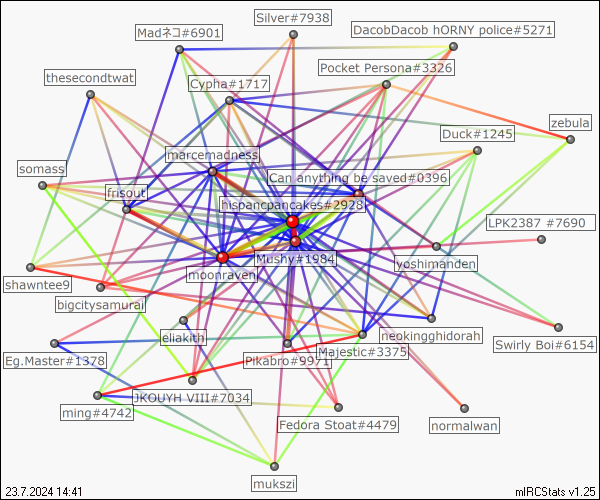 Silver#7938
Madネコ#6901
DacobDacob hORNY police#5271
Pocket Persona#3326
thesecondtwat
Cypha#1717
zebula
Duck#1245
marcemadness
somass
Can anything be saved#0396
frisout
hispancpancakes#2928
LPK2387 #7690
Mushy#1984
yoshimanden
moonraven
shawntee9
bigcitysamurai
eliakith
neokingghidorah
Swirly Boi#6154
Majestic#3375
Eg.Master#1378
Pikabro#9971
JKOUYH VIII#7034
ming#4742
Fedora Stoat#4479
normalwan
mukszi
23.7.2024 14:41
mIRCStats v1.25